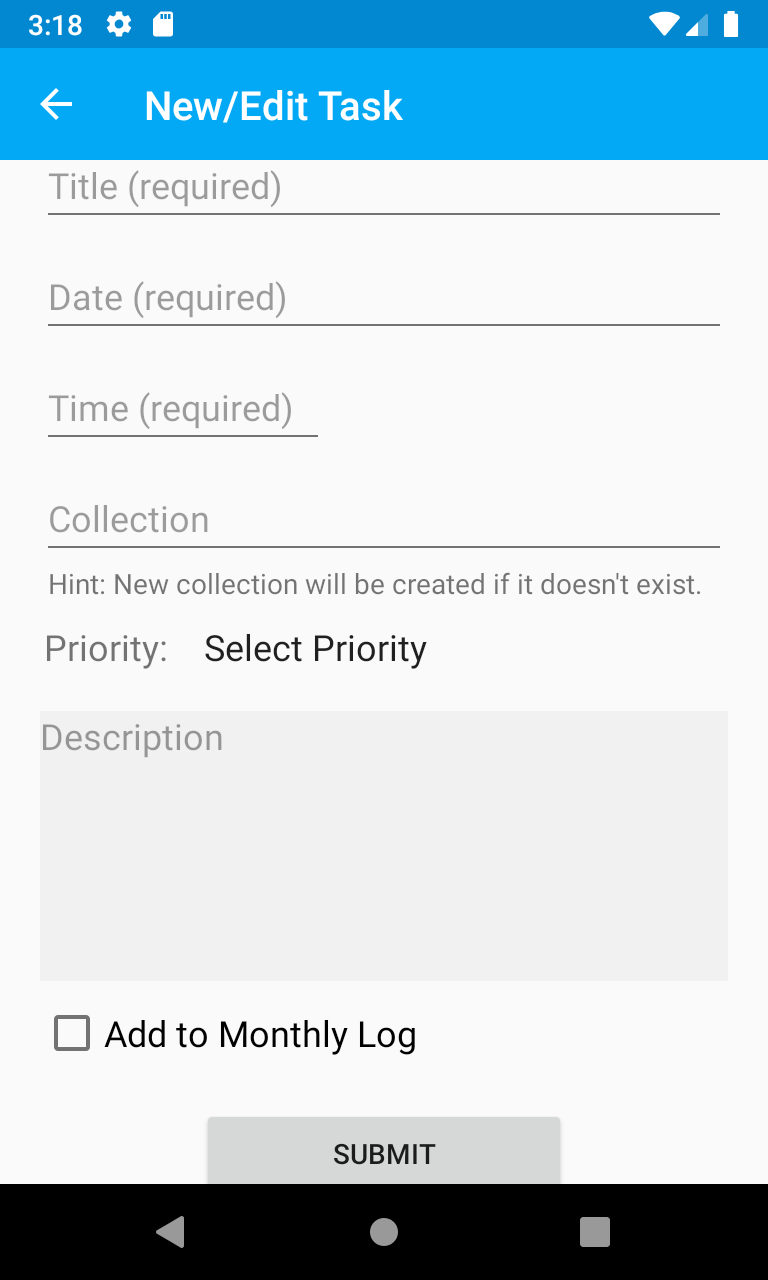 3:18
New/Edit Task
Title (required)
Date (required)
Time (required)
Collection
Hint: New collection will be created if it doesn't exist.
Priority: Select Priority
Description
Add to Monthly Log
SUBMIT